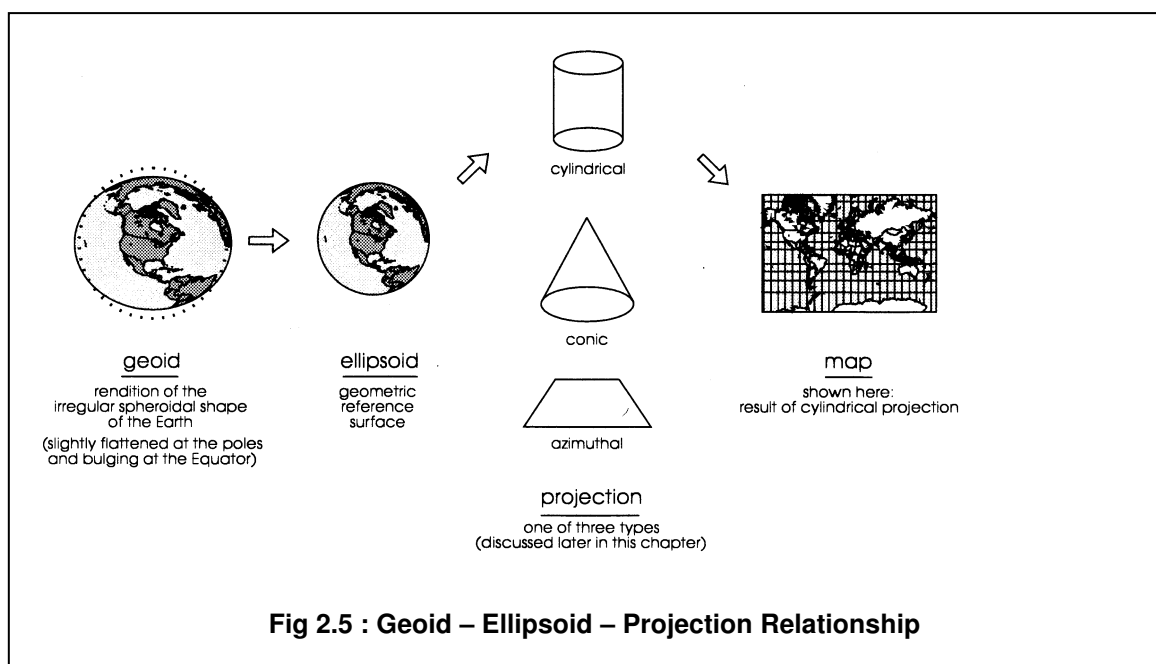 cylindrical
conic
azimuthal
geoid
rendition of the
irregular spheroidal shape
of the Earth
(slightly flattened at the poles
and bulging at the Equator)
ellipsoid
geometric
reference
surface
projection
one of three types
(discussed later in this chapter)
map
shown here:
result of cylindrical projection
Fig 2.5 : Geoid – Ellipsoid – Projection Relationship